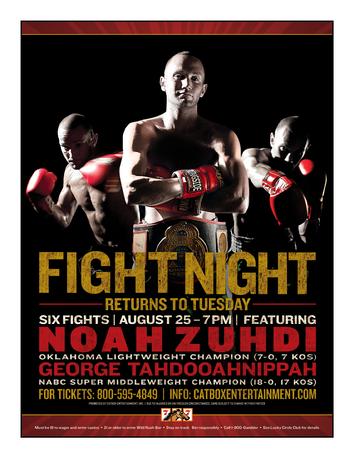 FIGHT NIGHT
RETURNS TO TUESDAY
SIX FIGHTS | AUGUST 25 – 7PM | FEATURING
NOAH ZUHDI
OKLAHOMA LIGHTWEIGHT CHAMPION (7-0, 7 KOS)
GEORGE TAHDOOAHNIPPAH
NABC SUPER MIDDLEWEIGHT CHAMPION (18-0, 17 KOS)
FOR TICKETS: 800-595-4849 | INFO: CATBOXENTERTAINMENT.COM